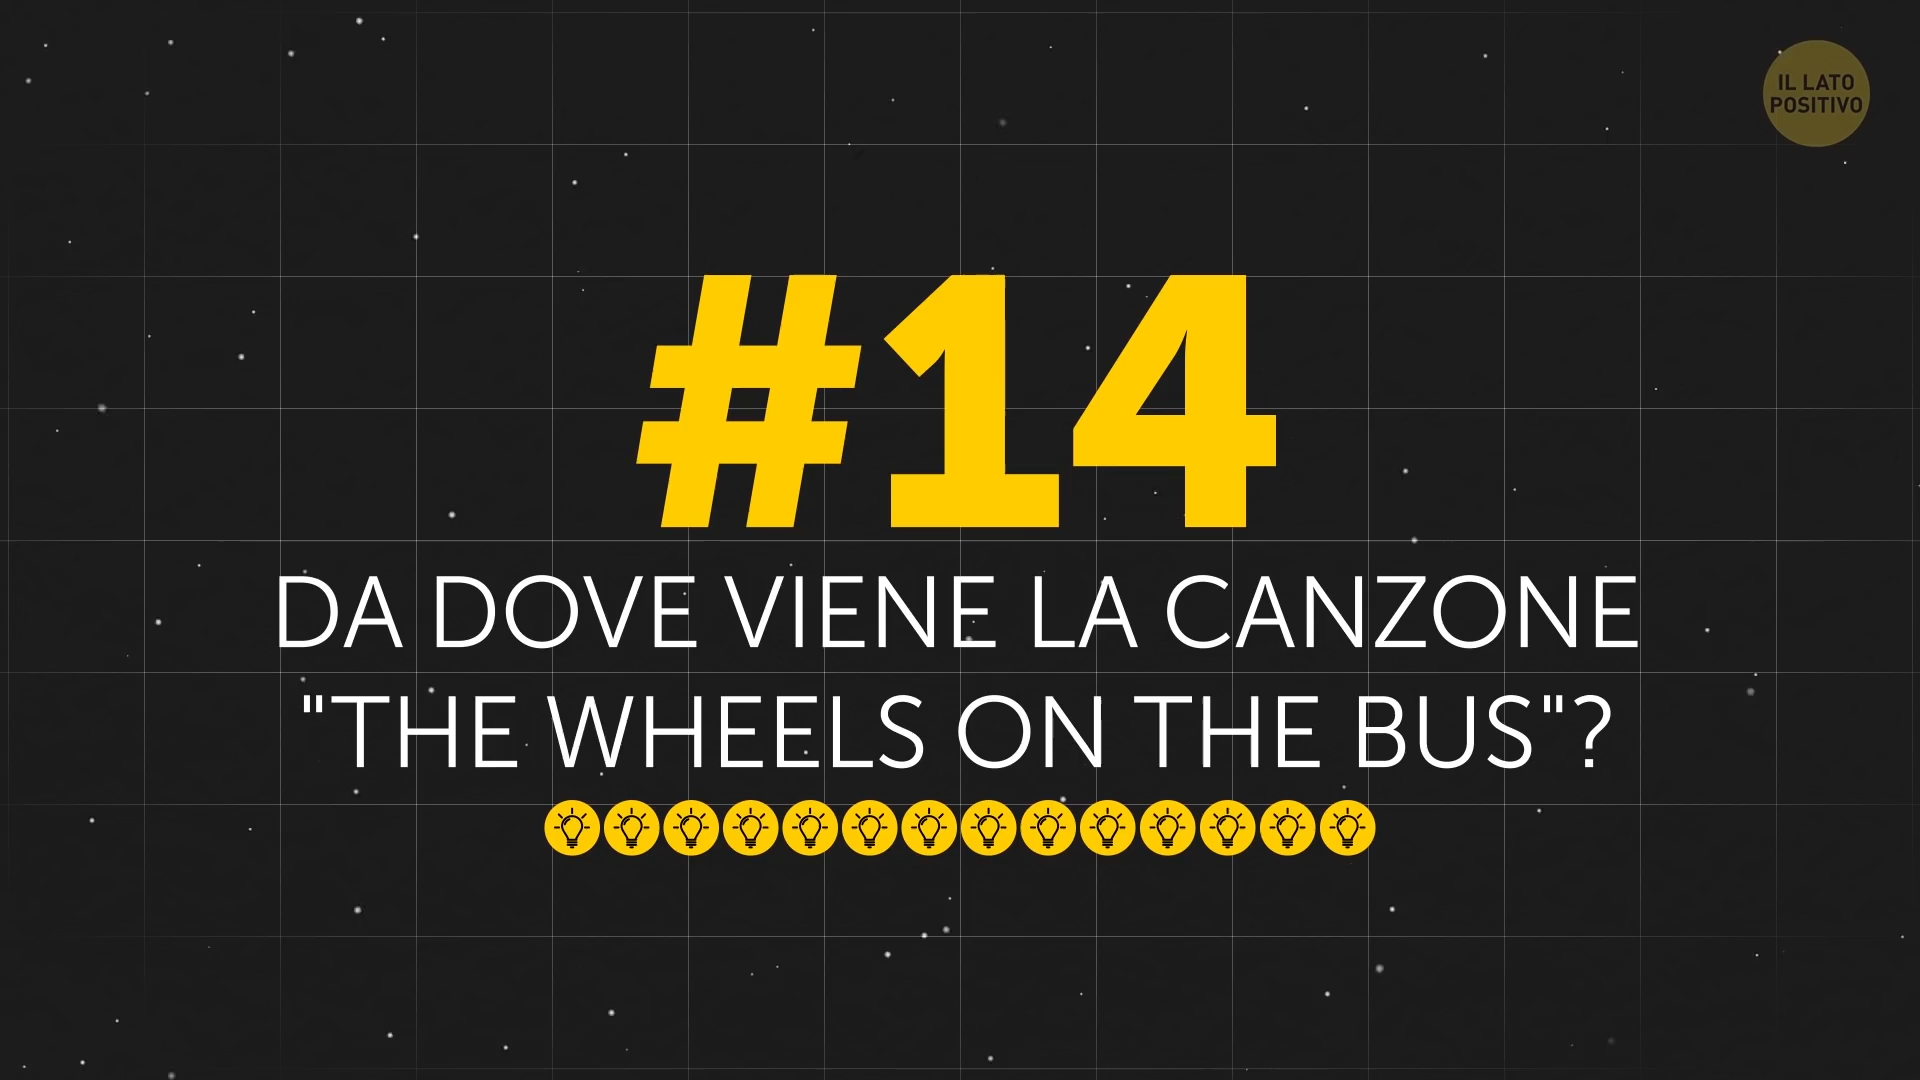 IL LATO
POSITIVO
#14
DA DOVE VIENE LA CANZONE
"THE WHEELS ON THE BUS"?